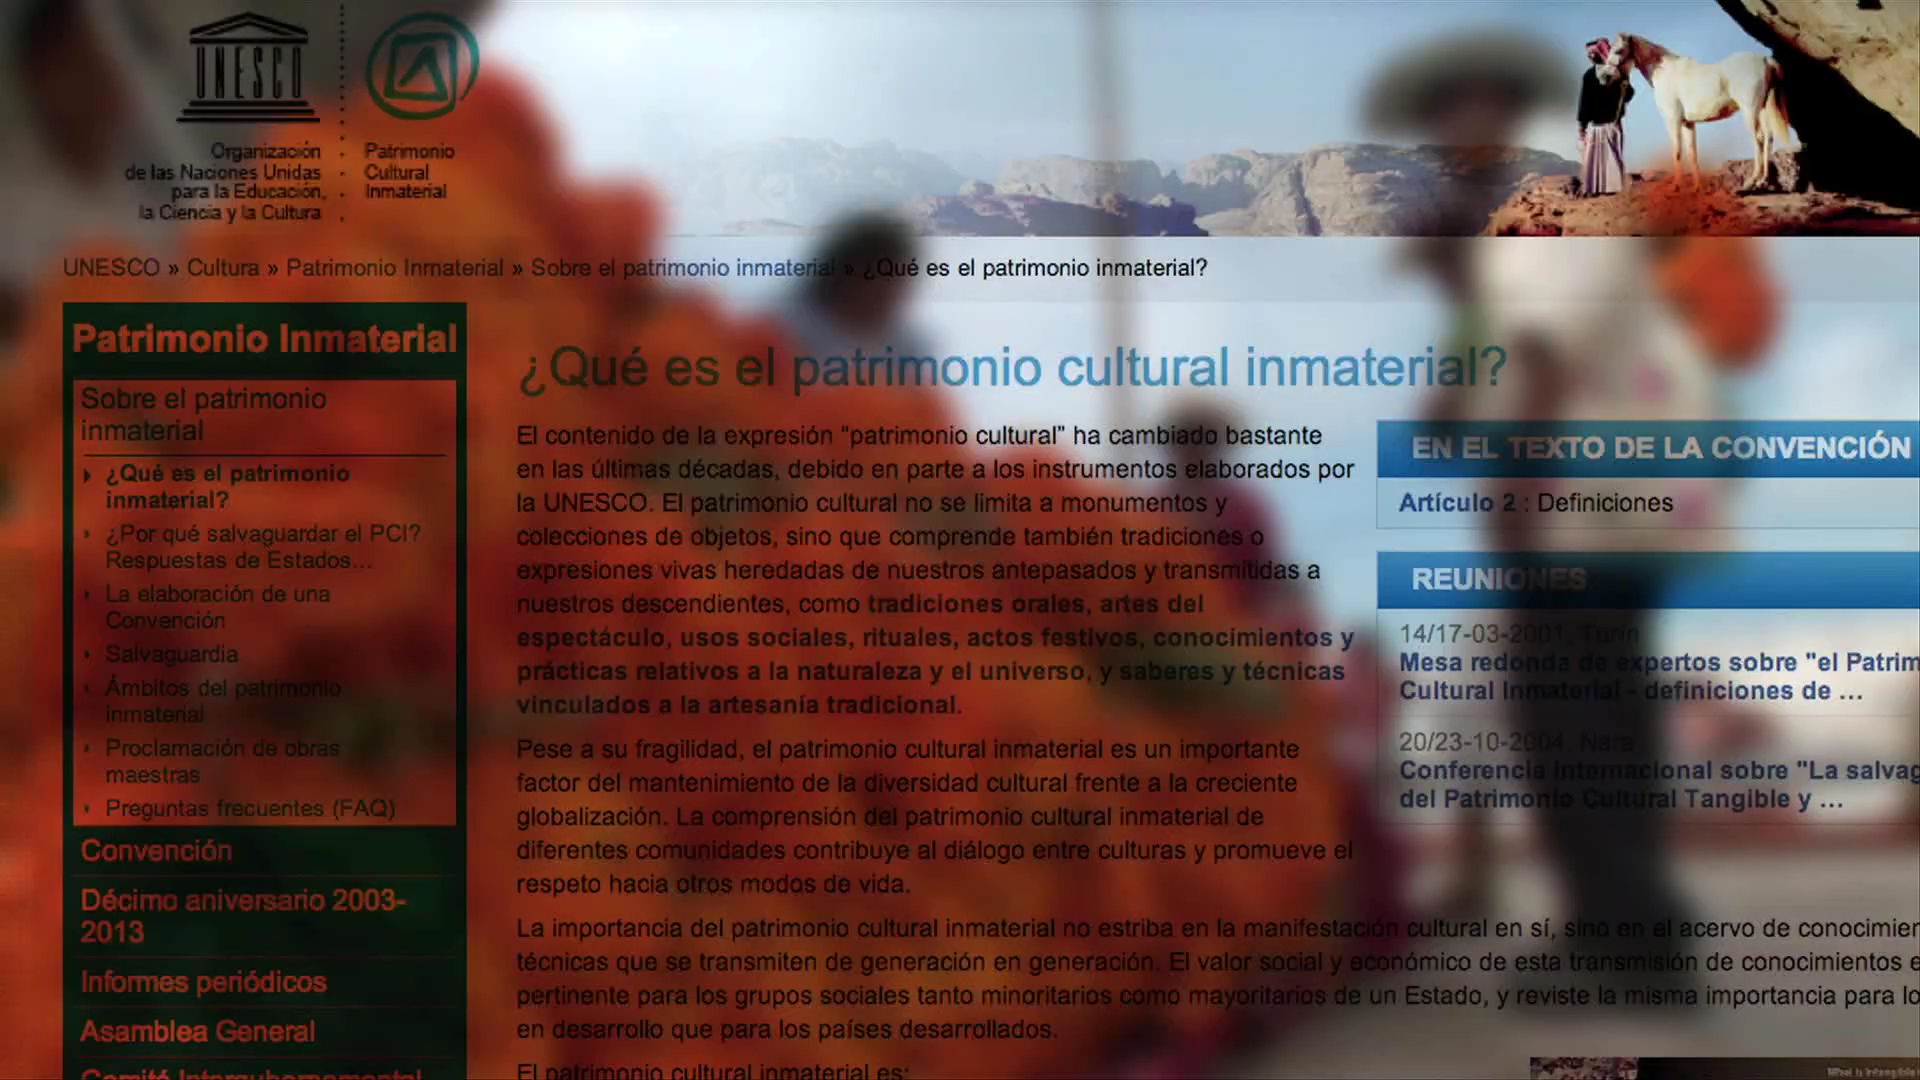 UNESCO
Organización
de las Naciones Unidas
para la Educación,
la Ciencia y la Cultura
Patrimonio
Cultural
Inmaterial
UNESCO » Cultura » Patrimonio Inmaterial » Sobre el patrimonio inmaterial » ¿Qué es el patrimonio inmaterial?
Patrimonio Inmaterial
Sobre el patrimonio
inmaterial
¿Qué es el patrimonio
inmaterial?
¿Por qué salvaguardar el PCI?
Respuestas de Estados...
La elaboración de una
Convención
Salvaguardia
Ámbitos del patrimonio
inmaterial
Proclamación de obras
maestras
Preguntas frecuentes (FAQ)
Convención
Décimo aniversario 2003-
2013
Informes periódicos
Asamblea General
Comité Intergubernamental
¿Qué es el patrimonio cultural inmaterial?
El contenido de la expresión “patrimonio cultural” ha cambiado bastante
en las últimas décadas, debido en parte a los instrumentos elaborados por
la UNESCO. El patrimonio cultural no se limita a monumentos y
colecciones de objetos, sino que comprende también tradiciones o
expresiones vivas heredadas de nuestros antepasados y transmitidas a
nuestros descendientes, como tradiciones orales, artes del
espectáculo, usos sociales, rituales, actos festivos, conocimientos y
prácticas relativos a la naturaleza y el universo, y saberes y técnicas
vinculados a la artesanía tradicional.
Pese a su fragilidad, el patrimonio cultural inmaterial es un importante
factor del mantenimiento de la diversidad cultural frente a la creciente
globalización. La comprensión del patrimonio cultural inmaterial de
diferentes comunidades contribuye al diálogo entre culturas y promueve el
respeto hacia otros modos de vida.
La importancia del patrimonio cultural inmaterial no estriba en la manifestación cultural en sí, sino en el acervo de conocimien
técnicas que se transmiten de generación en generación. El valor social y económico de esta transmisión de conocimientos e
pertinente para los grupos sociales tanto minoritarios como mayoritarios de un Estado, y reviste la misma importancia para lo
en desarrollo que para los países desarrollados.
El patrimonio cultural inmaterial es:
EN EL TEXTO DE LA CONVENCIÓN
Artículo 2 : Definiciones
REUNIONES
14/17-03-2001, Turin
Mesa redonda de expertos sobre "el Patrim
Cultural Inmaterial - definiciones de ...
20/23-10-2004, Nara
Conferencia Internacional sobre "La salvag
del Patrimonio Cultural Tangible y ...